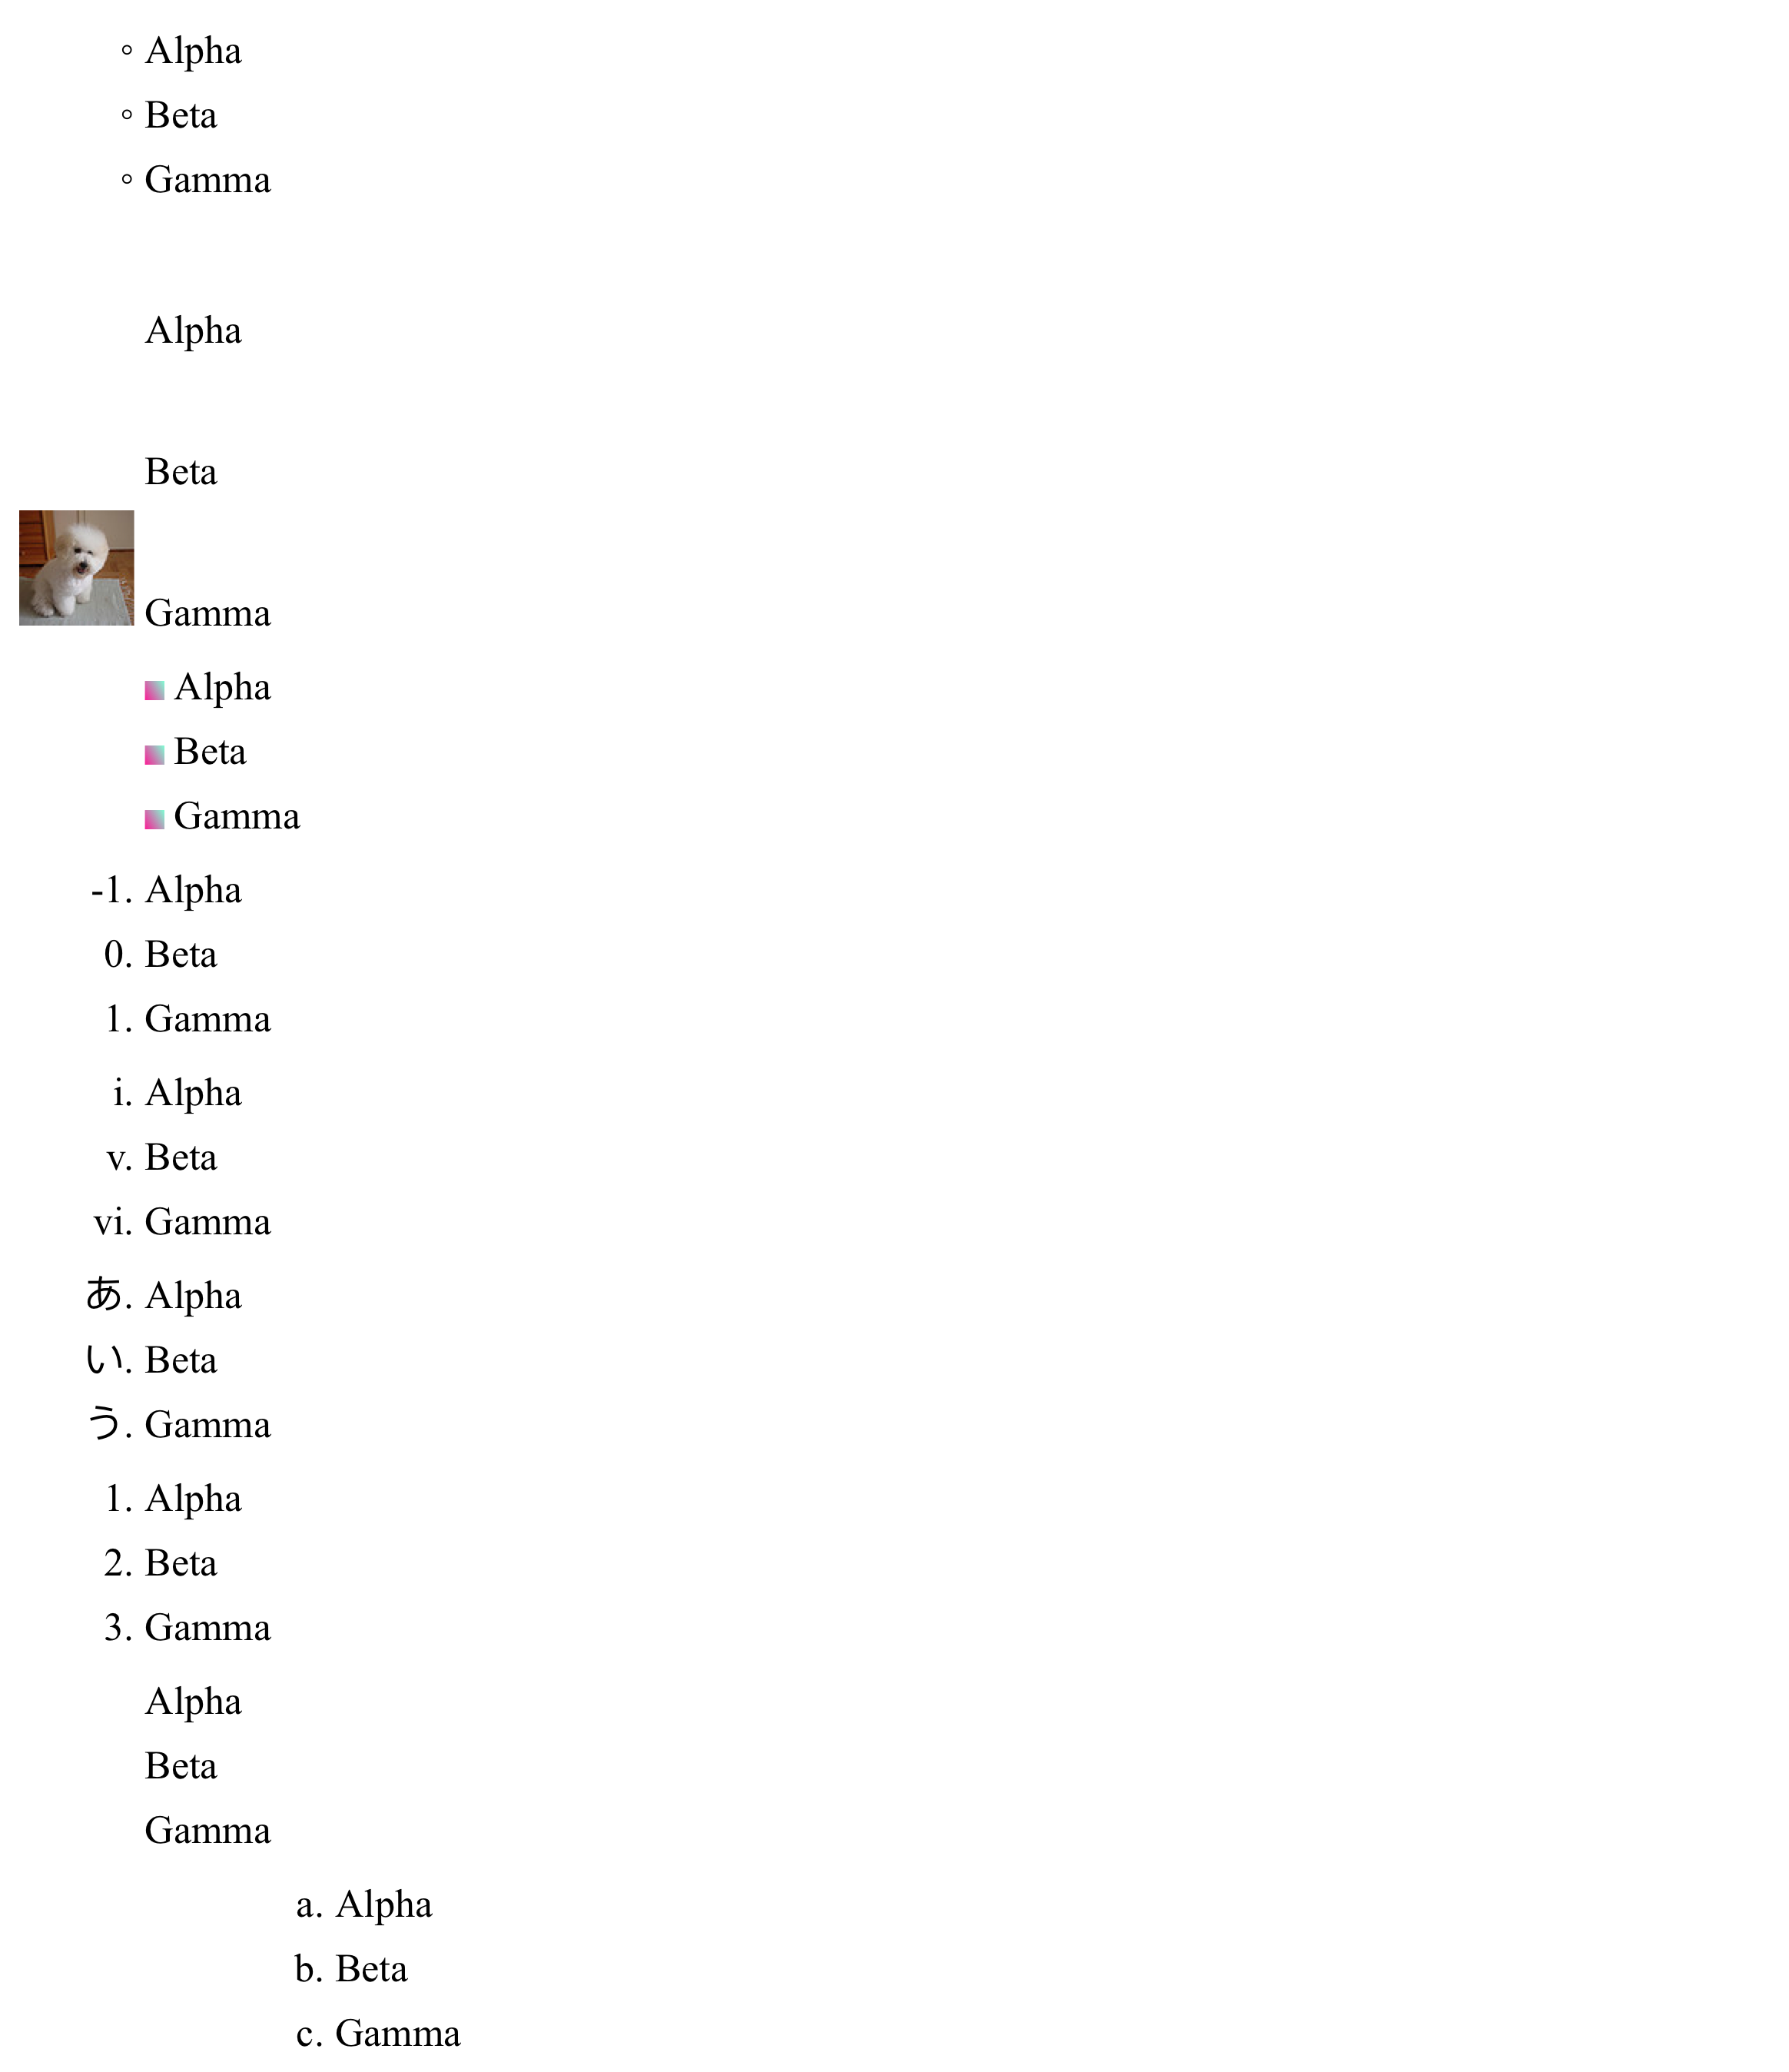 ◦ Alpha
◦ Beta
◦ Gamma
Alpha
Beta
Gamma
Alpha
Beta
Gamma
-1. Alpha
0. Beta
1. Gamma
i. Alpha
v. Beta
vi. Gamma
あ. Alpha
い. Beta
う. Gamma
1. Alpha
2. Beta
3. Gamma
Alpha
Beta
Gamma
a. Alpha
b. Beta
c. Gamma